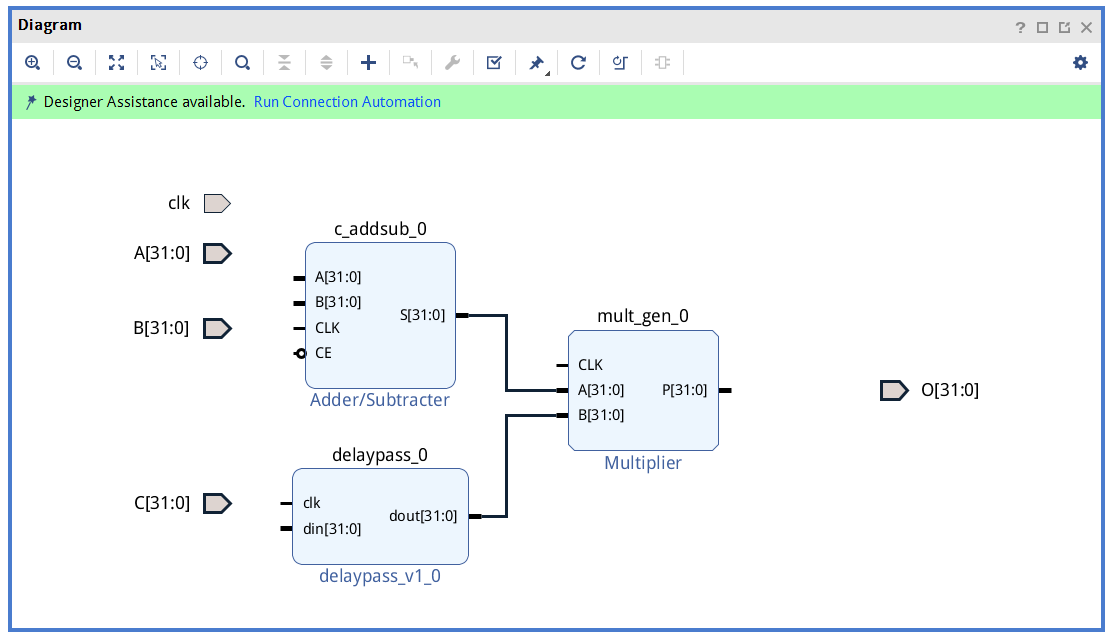 Diagram
Designer Assistance available. Run Connection Automation
clk
A[31:0]
B[31:0]
c_addsub_0
A[31:0]
B[31:0]
CLK
CE
S[31:0]
Adder/Subtracter
mult_gen_0
CLK
A[31:0]
B[31:0]
P[31:0]
Multiplier
O[31:0]
C[31:0]
delaypass_0
clk
din[31:0]
dout[31:0]
delaypass_v1_0